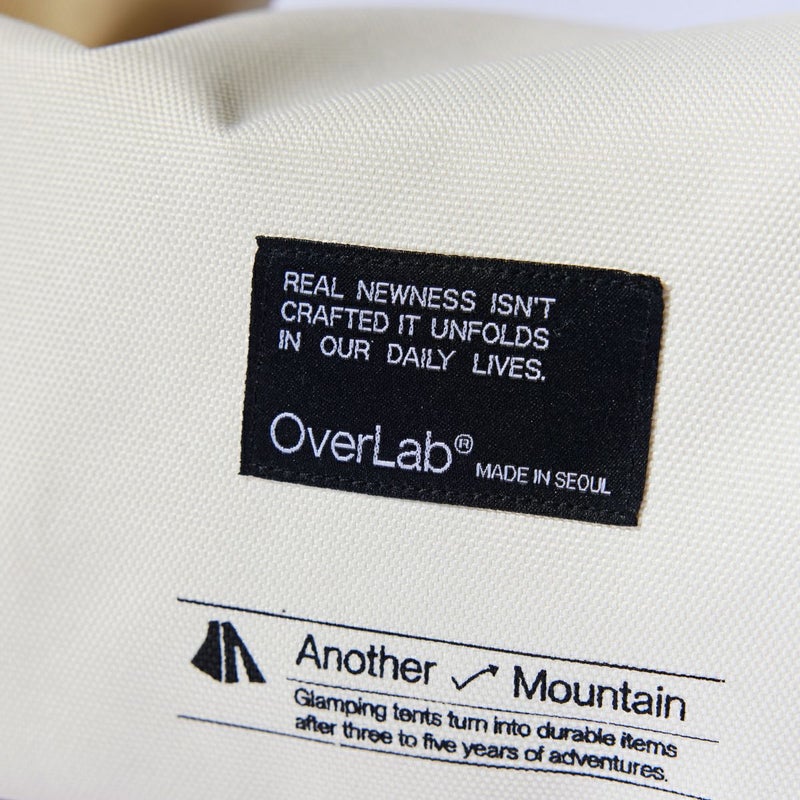 REAL NEWNESS ISN'T
CRAFTED IT UNFOLDS
IN OUR DAILY LIVES.
OverLab® MADE IN SEOUL
Another Mountain
Glamping tents turn into durable items
after three to five years of adventures.